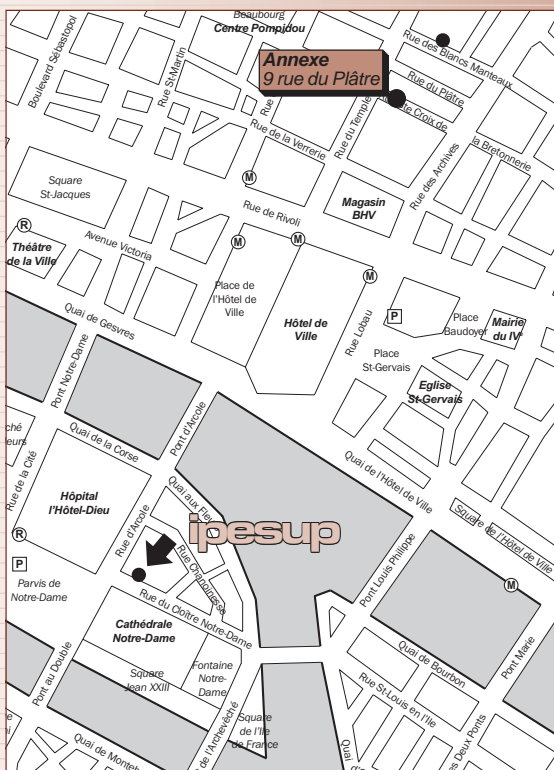 Beaubourg
Centre Pompidou
Boulevard Sébastopol
Rue St-Martin
Annexe
9 rue du Plâtre
Rue des Blancs Manteaux
Rue du Plâtre
Croix de
la Bretonnerie
Rue de la Verrerie
Rue du Temple
Rue des Archives
M
Square
St-Jacques
Rue de Rivoli
Magasin
BHV
R
Théâtre
de la Ville
Avenue Victoria
M
M
M
Place de
l'Hôtel de
Ville
Hôtel de
Ville
Rue Lobau
P
Place
Baudoyer
Mairie
du IVe
Place
St-Gervais
Eglise
St-Gervais
Quai de Gesvres
Pont Notre-Dame
Pont d'Arcole
Quai de la Corse
Rue de la Cité
Hôpital
l'Hôtel-Dieu
Quai de l'Hôtel de Ville
Square de l'Hôtel de Ville
Rue d'Arcole
Quai aux
ipesup
Rue Chanoinesse
R
P
Parvis de
Notre-Dame
Pont Louis Philippe
M
Rue du Cloître Notre-Dame
Cathédrale
Notre-Dame
Square
Jean XXIII
Fontaine
Notre-
Dame
Pont au Double
Quai de Bourbon
Pont Marie
Rue St-Louis en l'Ile
Square
de l'Ile
de France
de l'Archevêché
Quai de
Quai
Deux Ponts